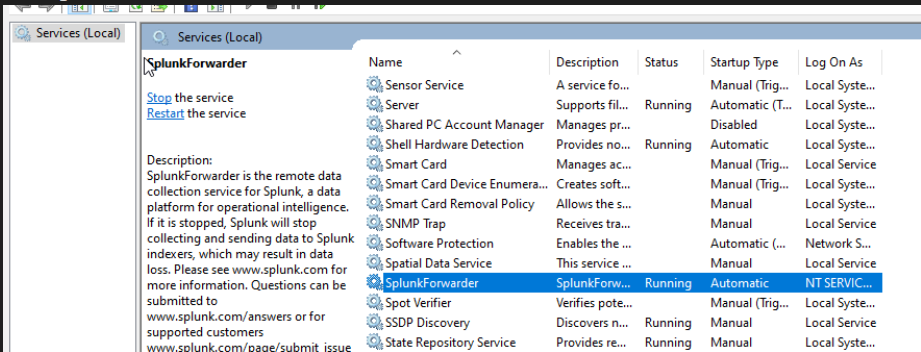 Services (Local)
Services (Local)
SplunkForwarder
Stop the service
Restart the service
Description:
SplunkForwarder is the remote data
collection service for Splunk, a data
platform for operational intelligence.
If it is stopped, Splunk will stop
collecting and sending data to Splunk
indexers, which may result in data
loss. Please see www.splunk.com for
more information. Questions can be
submitted to
www.splunk.com/answers or for
supported customers
www.splunk.com/page/submit_issue
Name Description Status Startup Type Log On As
Sensor Service A service fo... Manual (Trig... Local Syste...
Server Supports fil... Running Automatic (T... Local Syste...
Shared PC Account Manager Manages pr... Disabled Local Syste...
Shell Hardware Detection Provides no... Running Automatic Local Syste...
Smart Card Manages ac... Manual (Trig... Local Service
Smart Card Device Enumera... Creates soft... Manual (Trig... Local Syste...
Smart Card Removal Policy Allows the s... Manual Local Syste...
SNMP Trap Receives tra... Manual Local Service
Software Protection Enables the ... Automatic (... Network S...
Spatial Data Service This service ... Manual Local Service
SplunkForwarder SplunkForw... Running Automatic NT SERVIC...
Spot Verifier Verifies pote... Manual (Trig... Local Syste...
SSDP Discovery Discovers n... Running Manual Local Service
State Repository Service Provides re... Running Manual Local Syste...